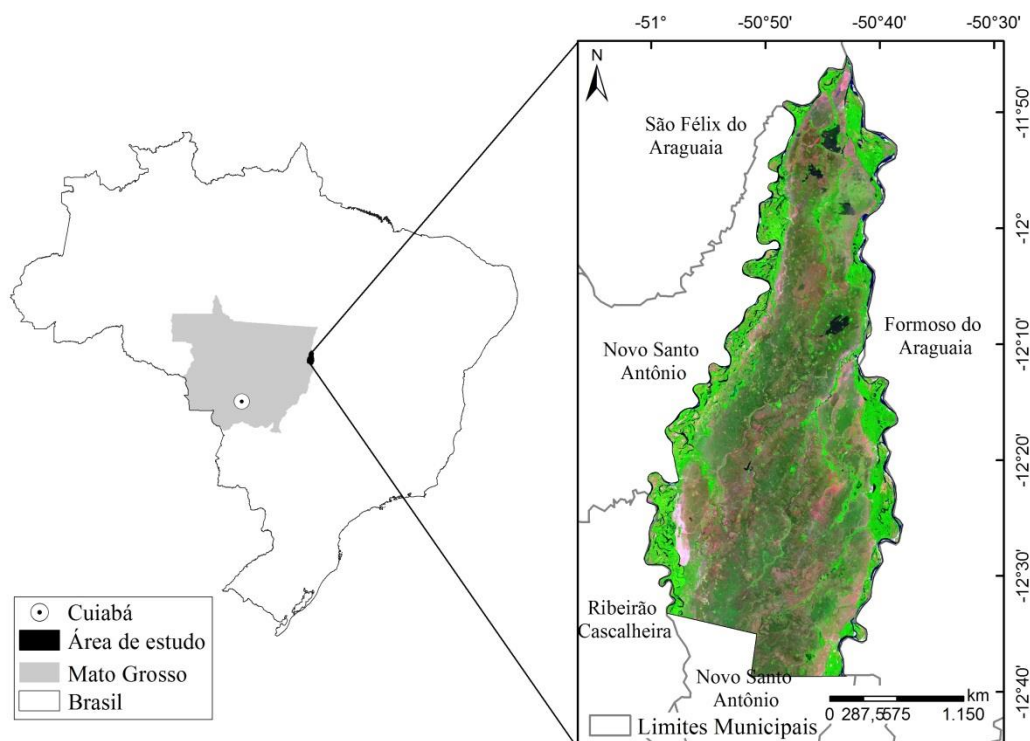 -51° -50°50' -50°40' -50°30'
N
São Félix do
Araguaia
-11°50'
-12°
-12°10'
Formoso do
Araguaia
Novo Santo
Antônio
-12°20'
-12°30'
Ribeirão
Cascalheira
Novo Santo
Antônio
-12°40'
km
0 287,5575 1.150
Limites Municipais
Cuiabá
Área de estudo
Mato Grosso
Brasil